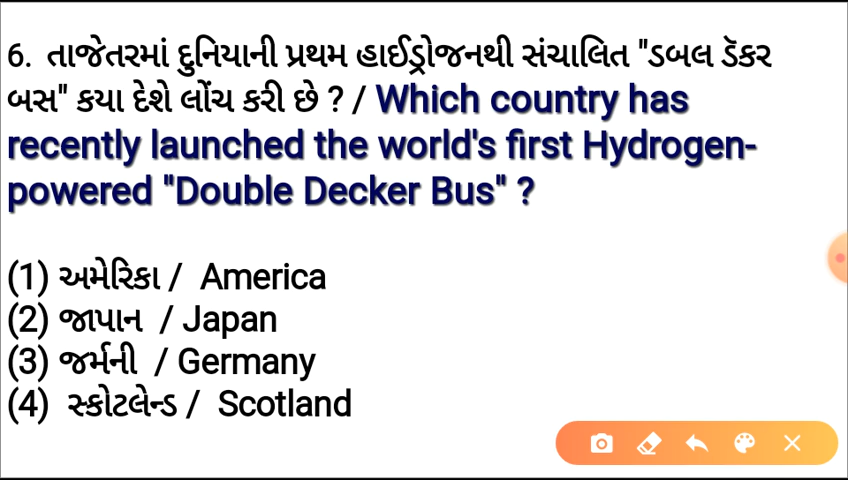 6. તાજેતરમાં દુનિયાની પ્રથમ હાઈડ્રોજનથી સંચાલિત "ડબલ ડૅકર
બસ" કયા દેશે લોંચ કરી છે ? / Which country has
recently launched the world's first Hydrogen-
powered "Double Decker Bus" ?
(1) અમેરિકા / America
(2) જાપાન / Japan
(3) જર્મની / Germany
(4) સ્કોટલેન્ડ / Scotland